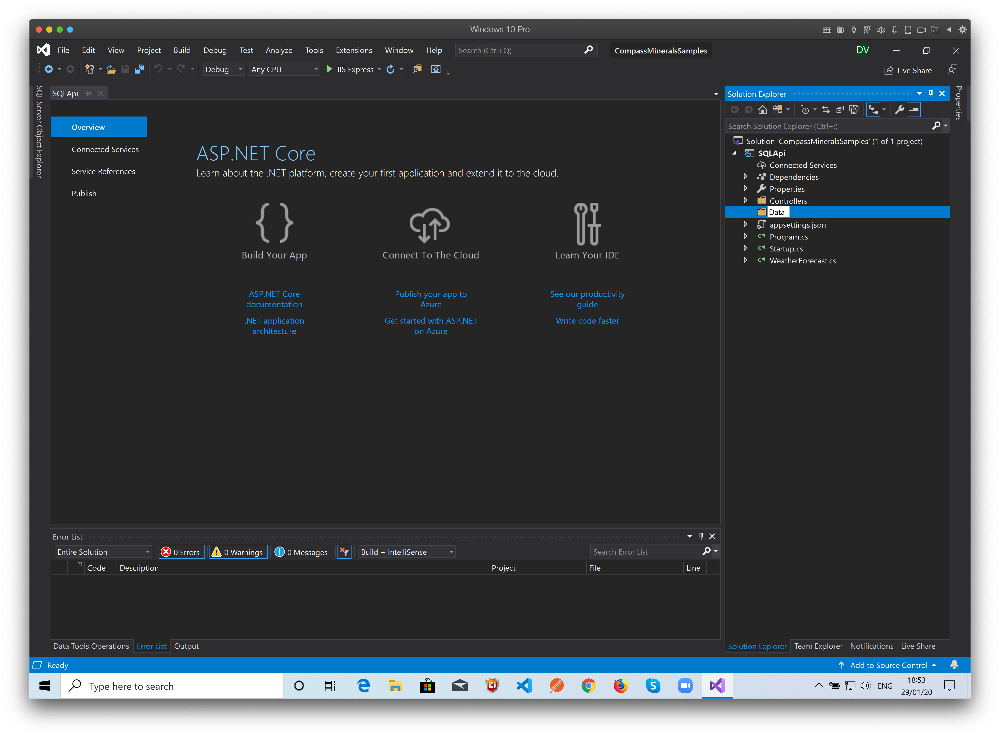 Windows 10 Pro
File Edit View Project Build Debug Test Analyze Tools Extensions Window Help Search (Ctrl+Q) CompassMineralsSamples DV
Debug Any CPU IIS Express Live Share
SQL Server Object Explorer
SQLApi
Overview
Connected Services
Service References
Publish
ASP.NET Core
Learn about the .NET platform, create your first application and extend it to the cloud.
Build Your App
ASP.NET Core
documentation
.NET application
architecture
Connect To The Cloud
Publish your app to
Azure
Get started with ASP.NET
on Azure
Learn Your IDE
See our productivity
guide
Write code faster
Solution Explorer
Search Solution Explorer (Ctrl+;)
Solution 'CompassMineralsSamples' (1 of 1 project)
SQLApi
Connected Services
Dependencies
Properties
Controllers
Data
appsettings.json
C# Program.cs
C# Startup.cs
C# WeatherForecast.cs
Properties
Error List
Entire Solution 0 Errors 0 Warnings 0 Messages Build + IntelliSense Search Error List
Code Description Project File Line
Data Tools Operations Error List Output
Solution Explorer Team Explorer Notifications Live Share
Ready Add to Source Control
Type here to search
ENG
18:53
29/01/20